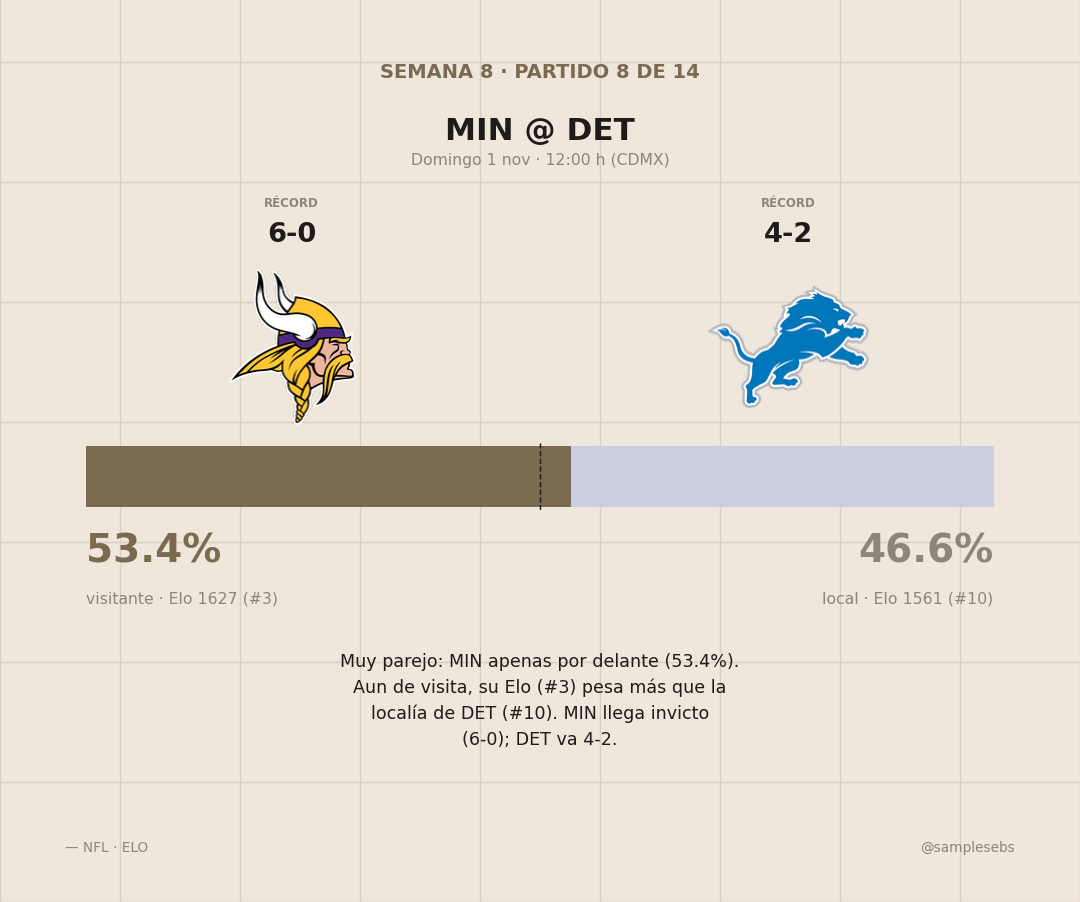 SEMANA 8 · PARTIDO 8 DE 14
MIN @ DET
Domingo 1 nov · 12:00 h (CDMX)
RÉCORD
6-0
RÉCORD
4-2
53.4%
46.6%
visitante · Elo 1627 (#3)
local · Elo 1561 (#10)
Muy parejo: MIN apenas por delante (53.4%).
Aun de visita, su Elo (#3) pesa más que la
localía de DET (#10). MIN llega invicto
(6-0); DET va 4-2.
— NFL · ELO
@samplesebs